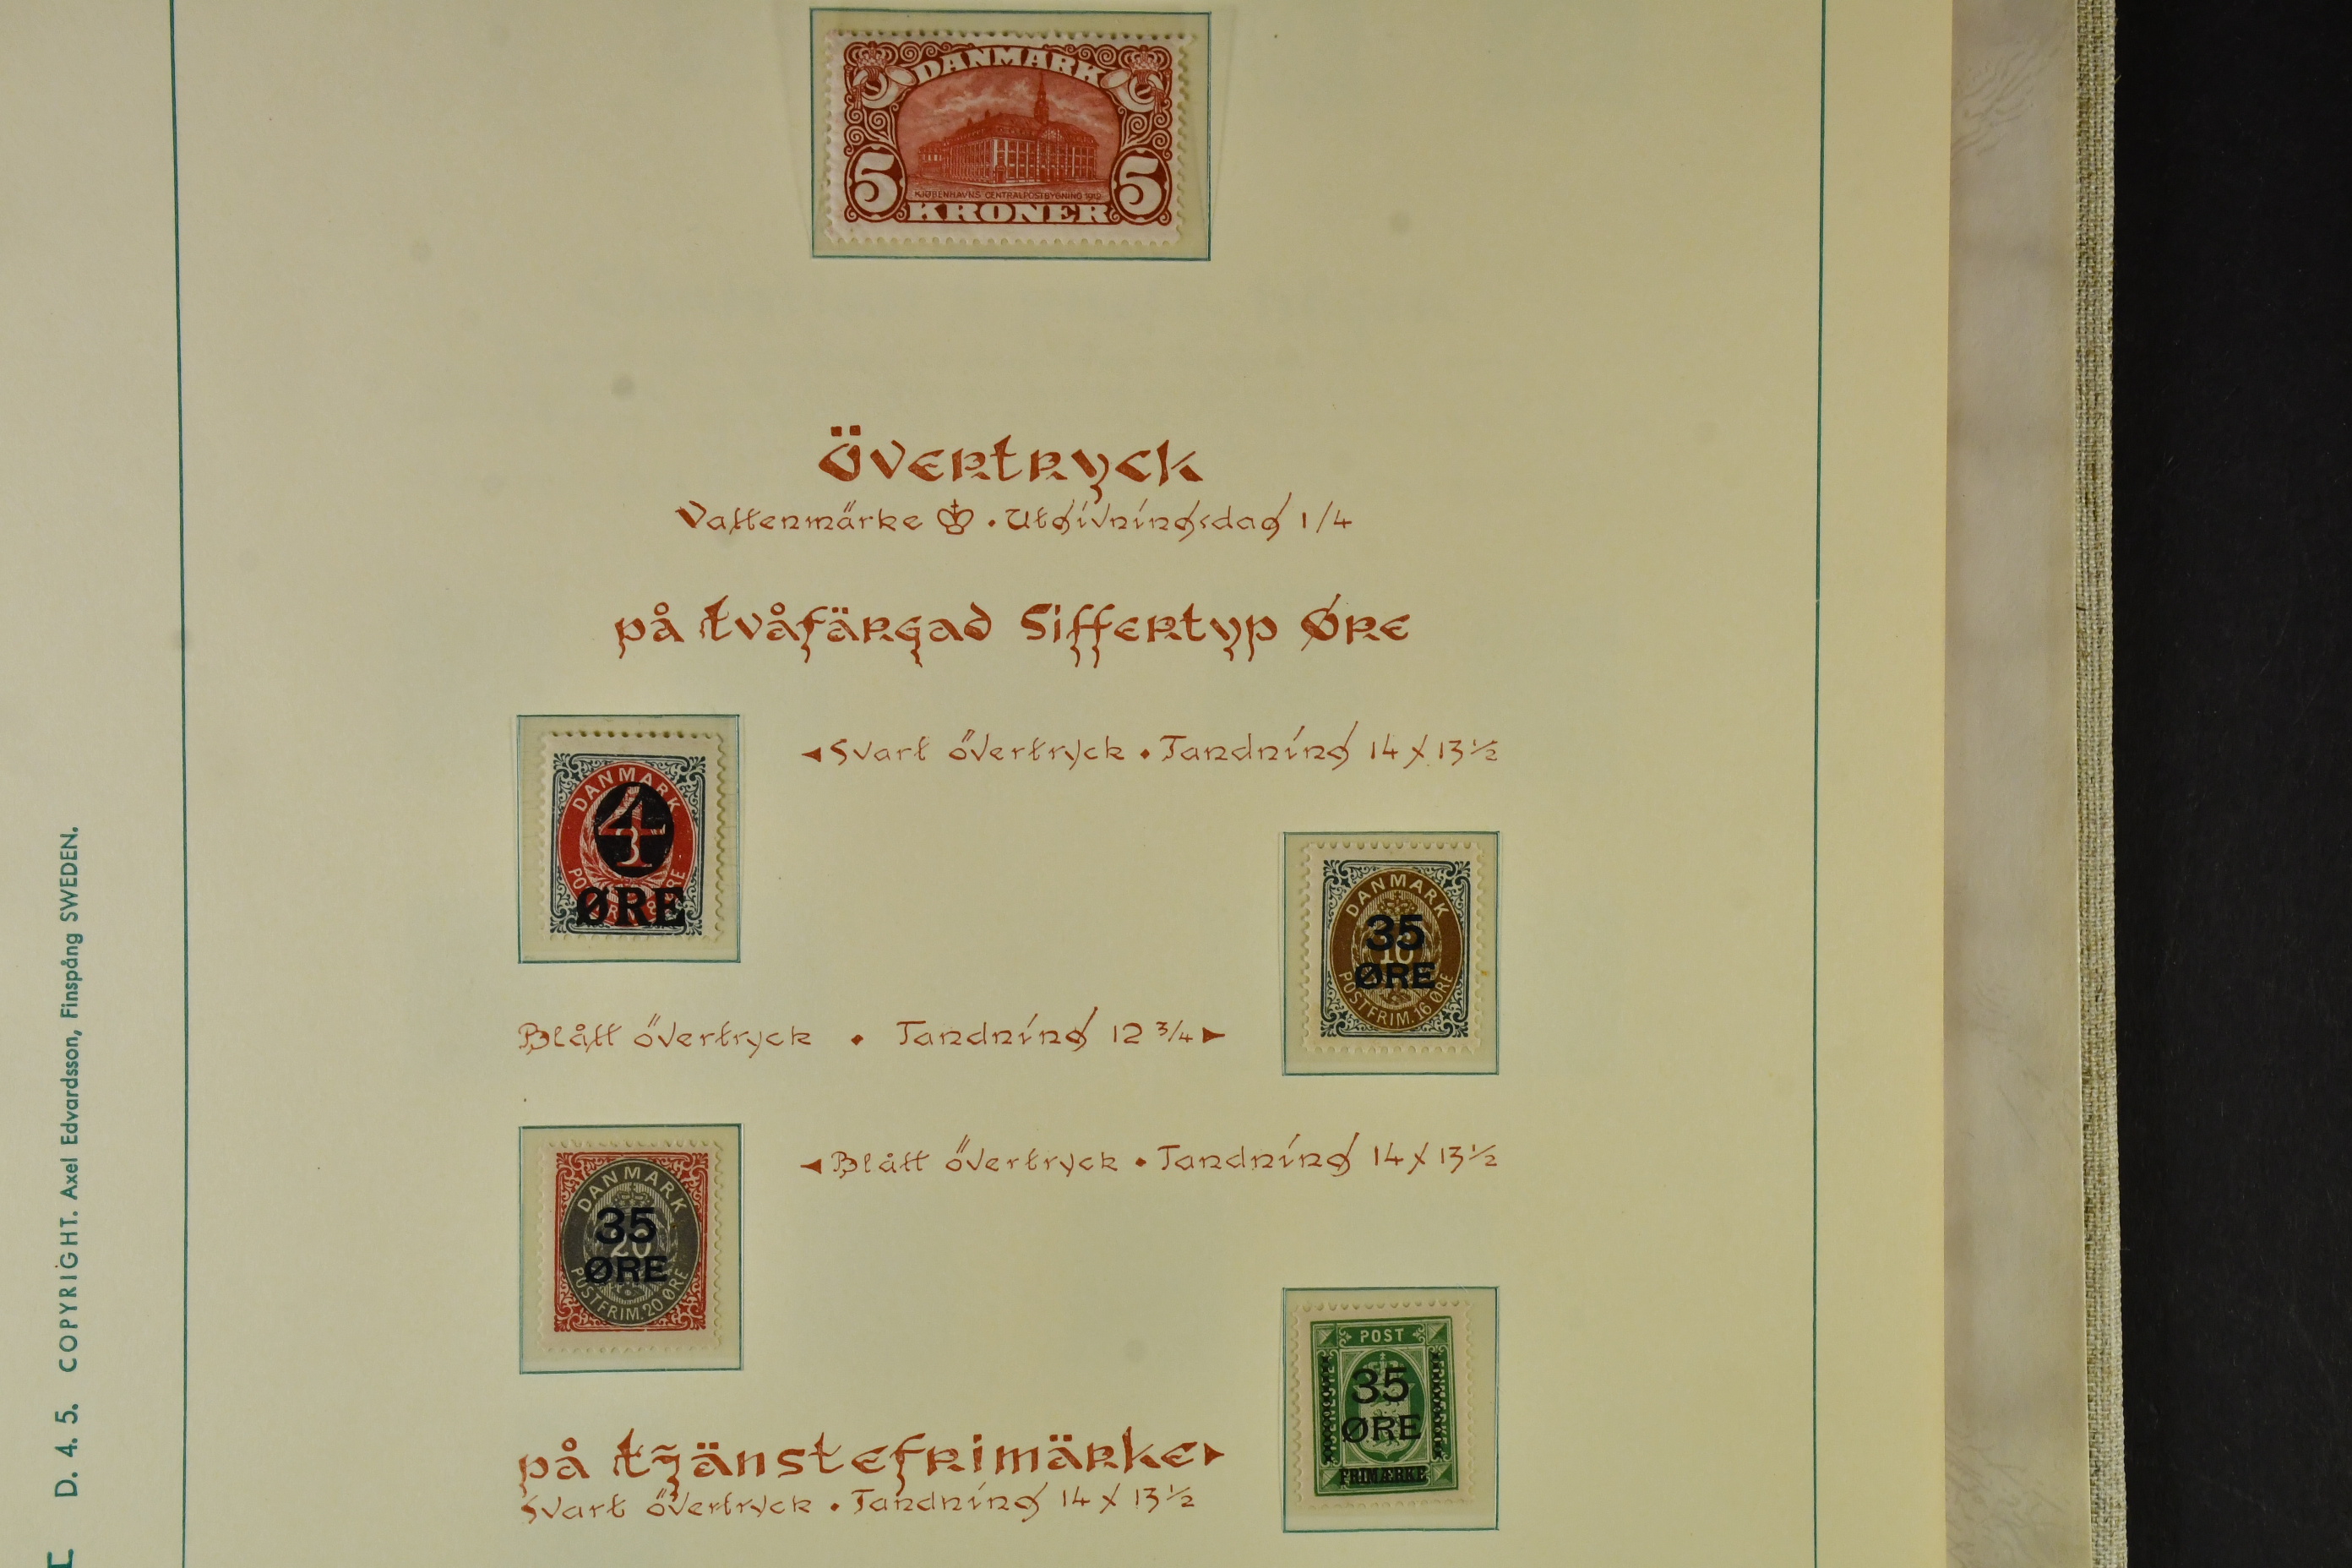 DANMARK
5 5
KJØBENHAVNS CENTRALPOSTBYGNING 1912
KRONER
Övertryck
Vattenmärke · Utgivningsdag 1/4
på tvåfärgad Siffertyp Øre
◄ Svart övertryck · Tandning 14 x 13½
DANMARK
4
3
ØRE
DANMARK
35
16
ØRE
POSTFRIM. 16 ØRE
Blått övertryck · Tandning 12 3/4 ►
◄ Blått övertryck · Tandning 14 x 13½
DANMARK
35
20
ØRE
POSTFRIM. 20 ØRE
POST
35
ØRE
FRIMÆRKE
på tjänstefrimärke ►
Svart övertryck · Tandning 14 x 13½
D. 4. 5. COPYRIGHT. Axel Edvardsson, Finspång SWEDEN.